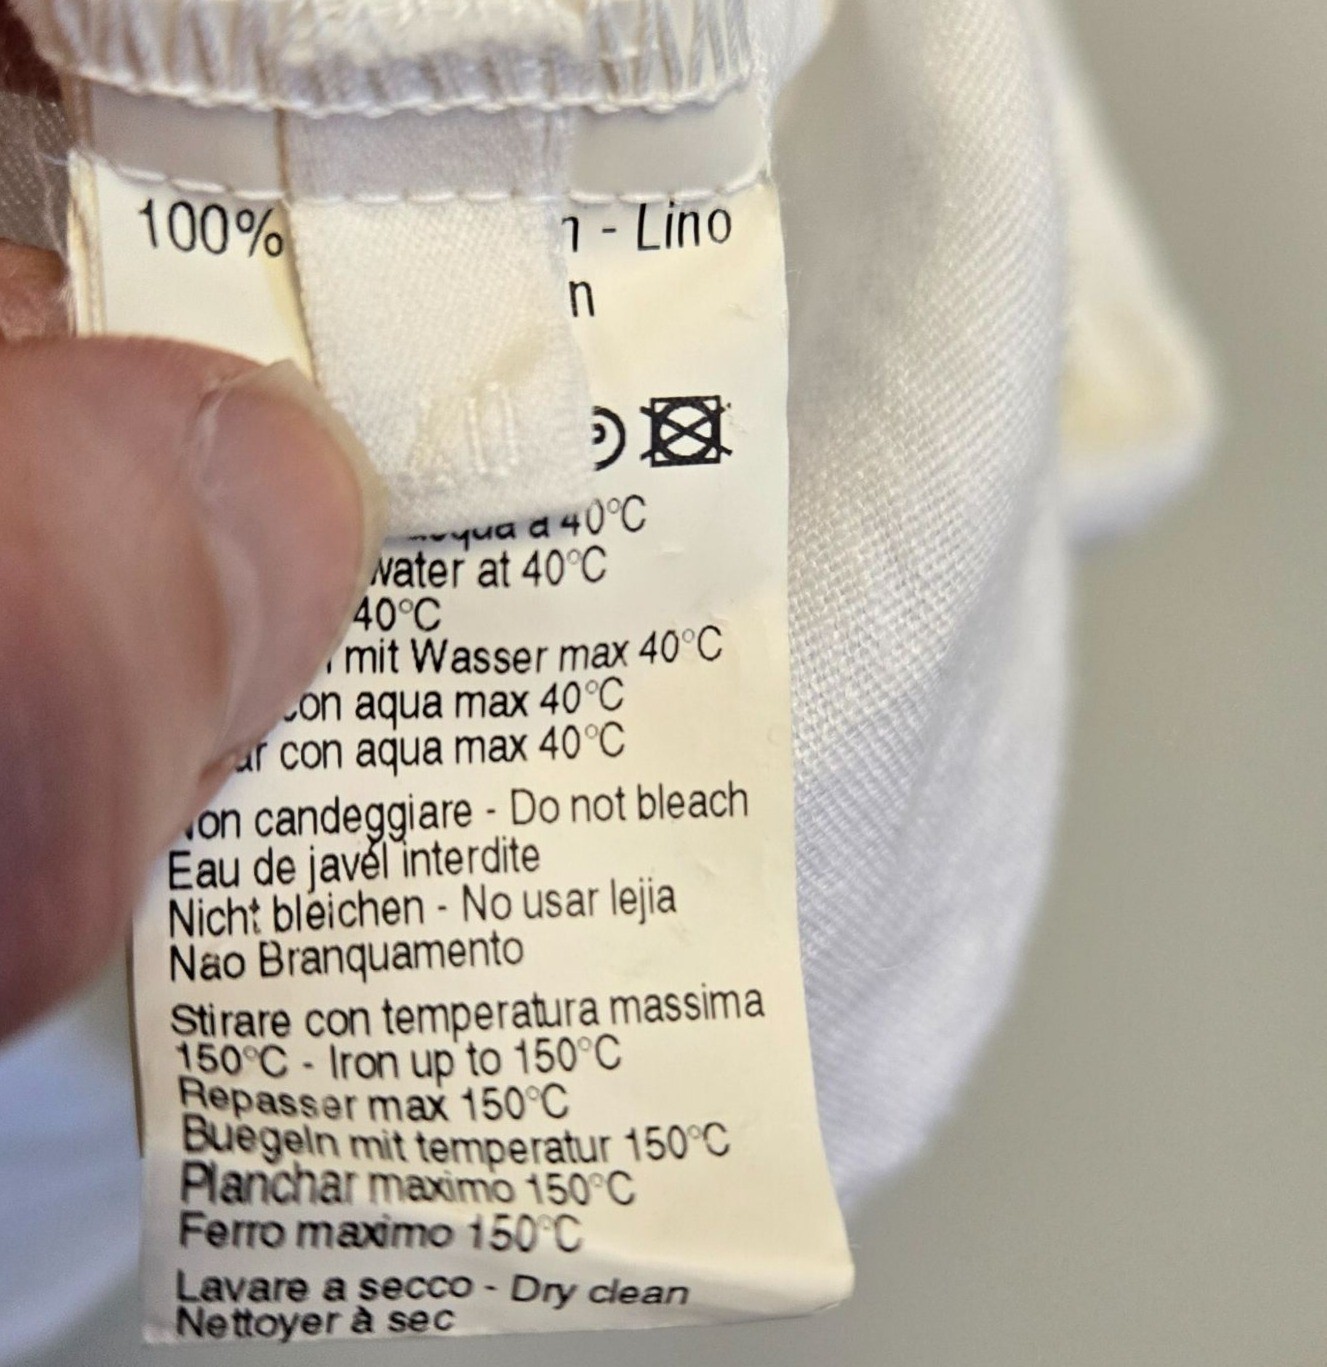 100% - Lino
40°C
water at 40°C
40°C
mit Wasser max 40°C
con aqua max 40°C
con aqua max 40°C
Non candeggiare - Do not bleach
Eau de javél interdite
Nicht bleichen - No usar lejia
Nao Branquamento
Stirare con temperatura massima
150°C - Iron up to 150°C
Repasser max 150°C
Buegeln mit temperatur 150°C
Planchar maximo 150°C
Ferro maximo 150°C
Lavare a secco - Dry clean
Nettoyer à sec